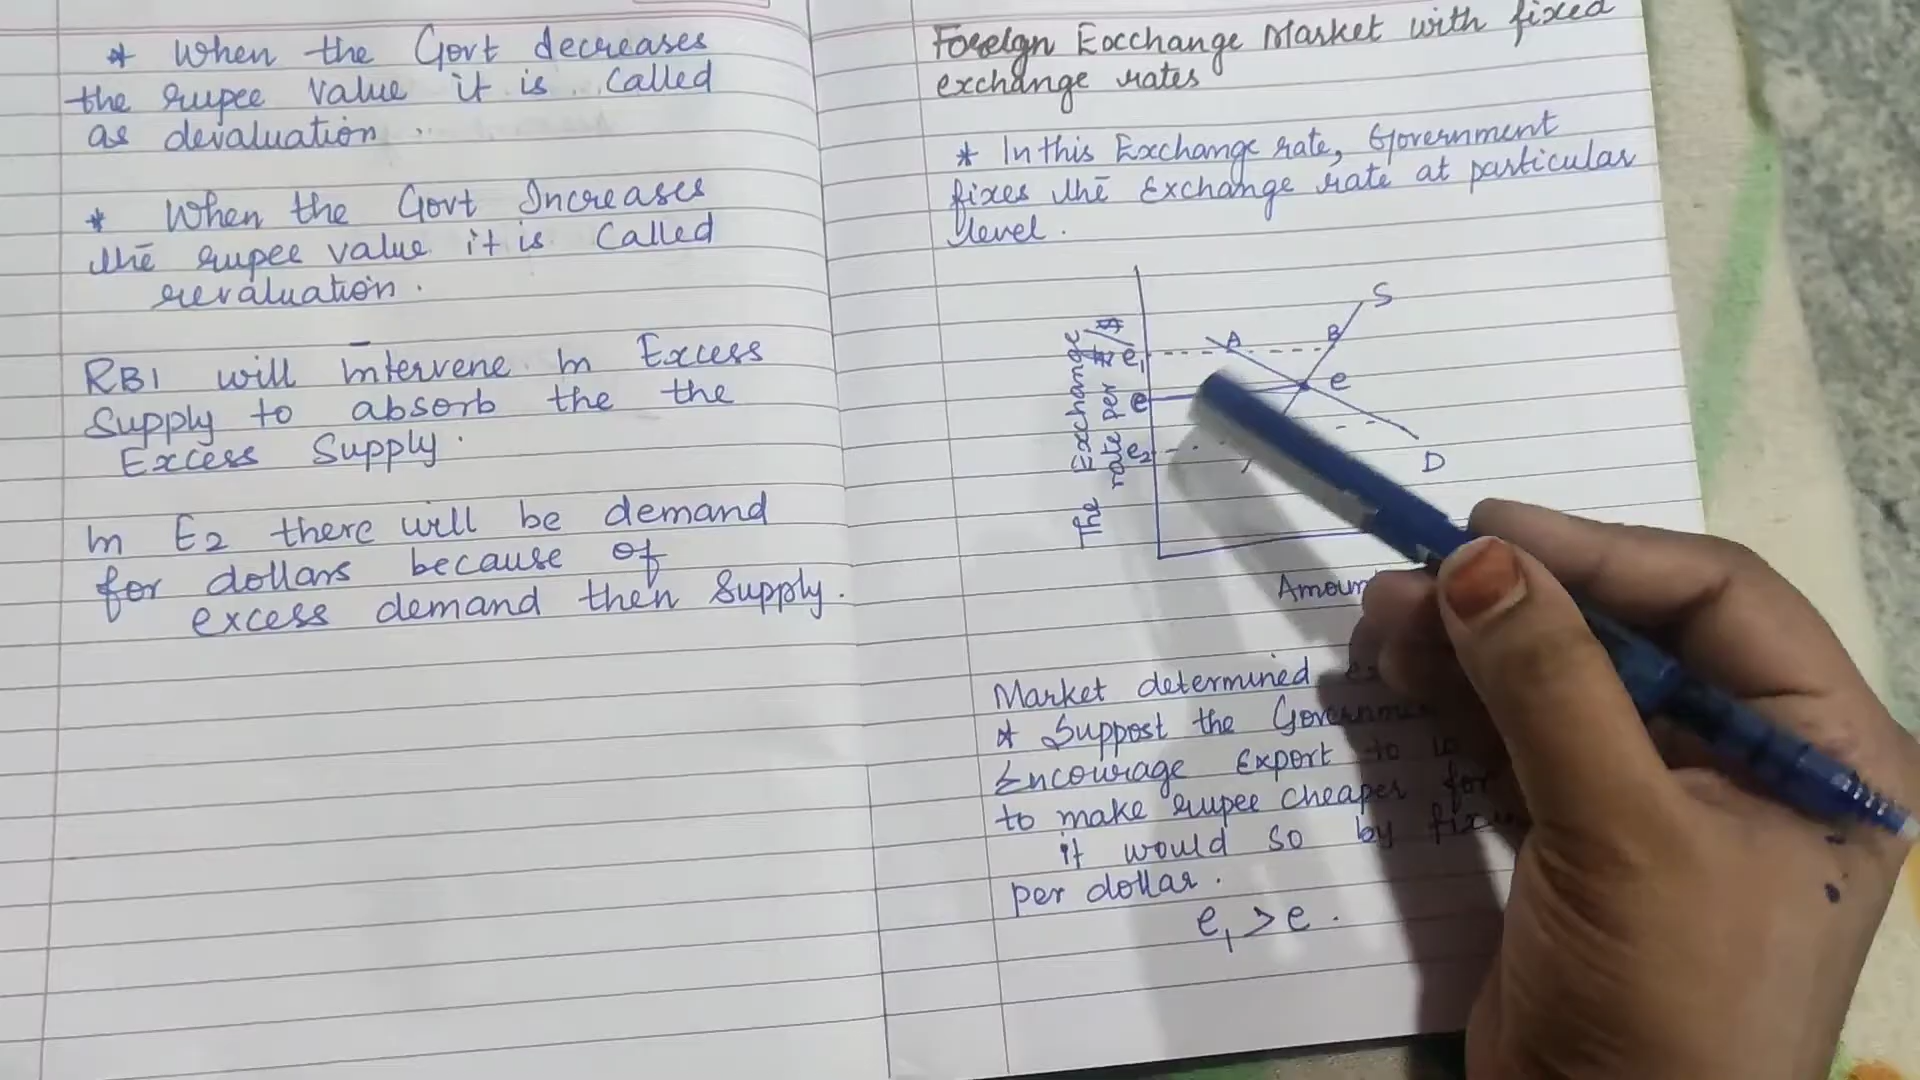 * When the Govt decreases
the rupee value it is called
as devaluation.
* When the Govt Increases
the rupee value it is called
revaluation.
RBI will intervene in Excess
Supply to absorb the the
Excess Supply.
In E2 there will be demand
for dollars because of
excess demand then Supply.
Foreign Exchange Market with fixed
exchange rates
* In this Exchange rate, Government
fixes the Exchange rate at particular
level.
The Exchange
rate per ₹/$
S
A
B
e1
e
e
e2
D
Market determined
* Suppost the
Encourage Export to
to make rupee cheaper for
it would so by
per dollar.
e1 > e.